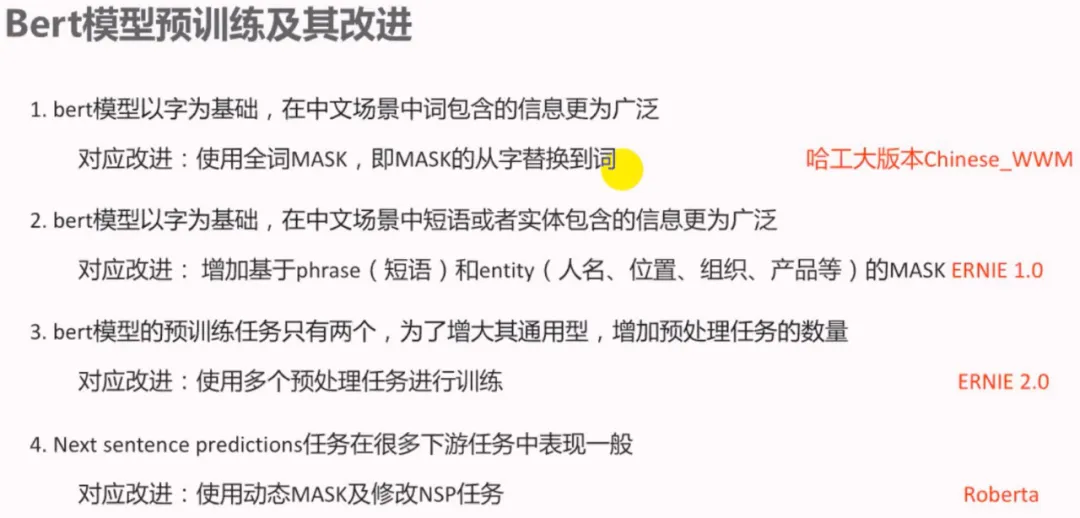 Bert模型预训练及其改进
1. bert模型以字为基础，在中文场景中词包含的信息更为广泛
对应改进：使用全词MASK，即MASK的从字替换到词 哈工大版本Chinese_WWM
2. bert模型以字为基础，在中文场景中短语或者实体包含的信息更为广泛
对应改进： 增加基于phrase（短语）和entity（人名、位置、组织、产品等）的MASK ERNIE 1.0
3. bert模型的预训练任务只有两个，为了增大其通用型，增加预处理任务的数量
对应改进：使用多个预处理任务进行训练 ERNIE 2.0
4. Next sentence predictions任务在很多下游任务中表现一般
对应改进：使用动态MASK及修改NSP任务 Roberta